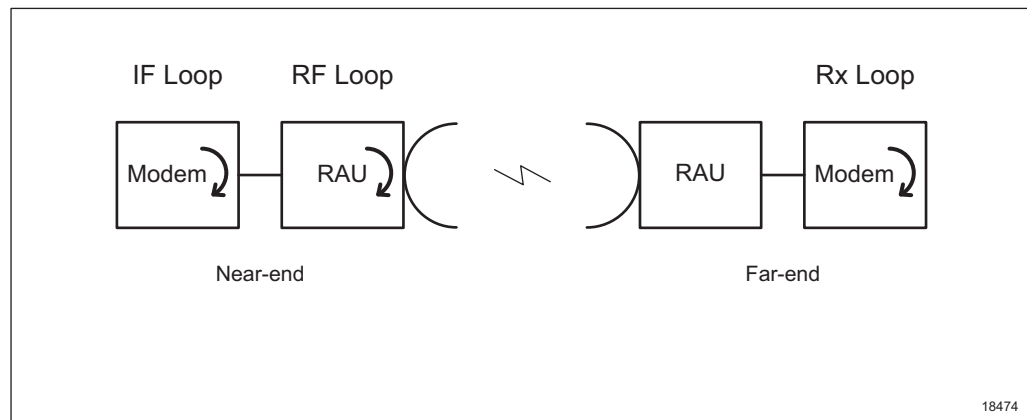 IF Loop RF Loop Rx Loop
Modem RAU RAU Modem
Near-end Far-end
18474